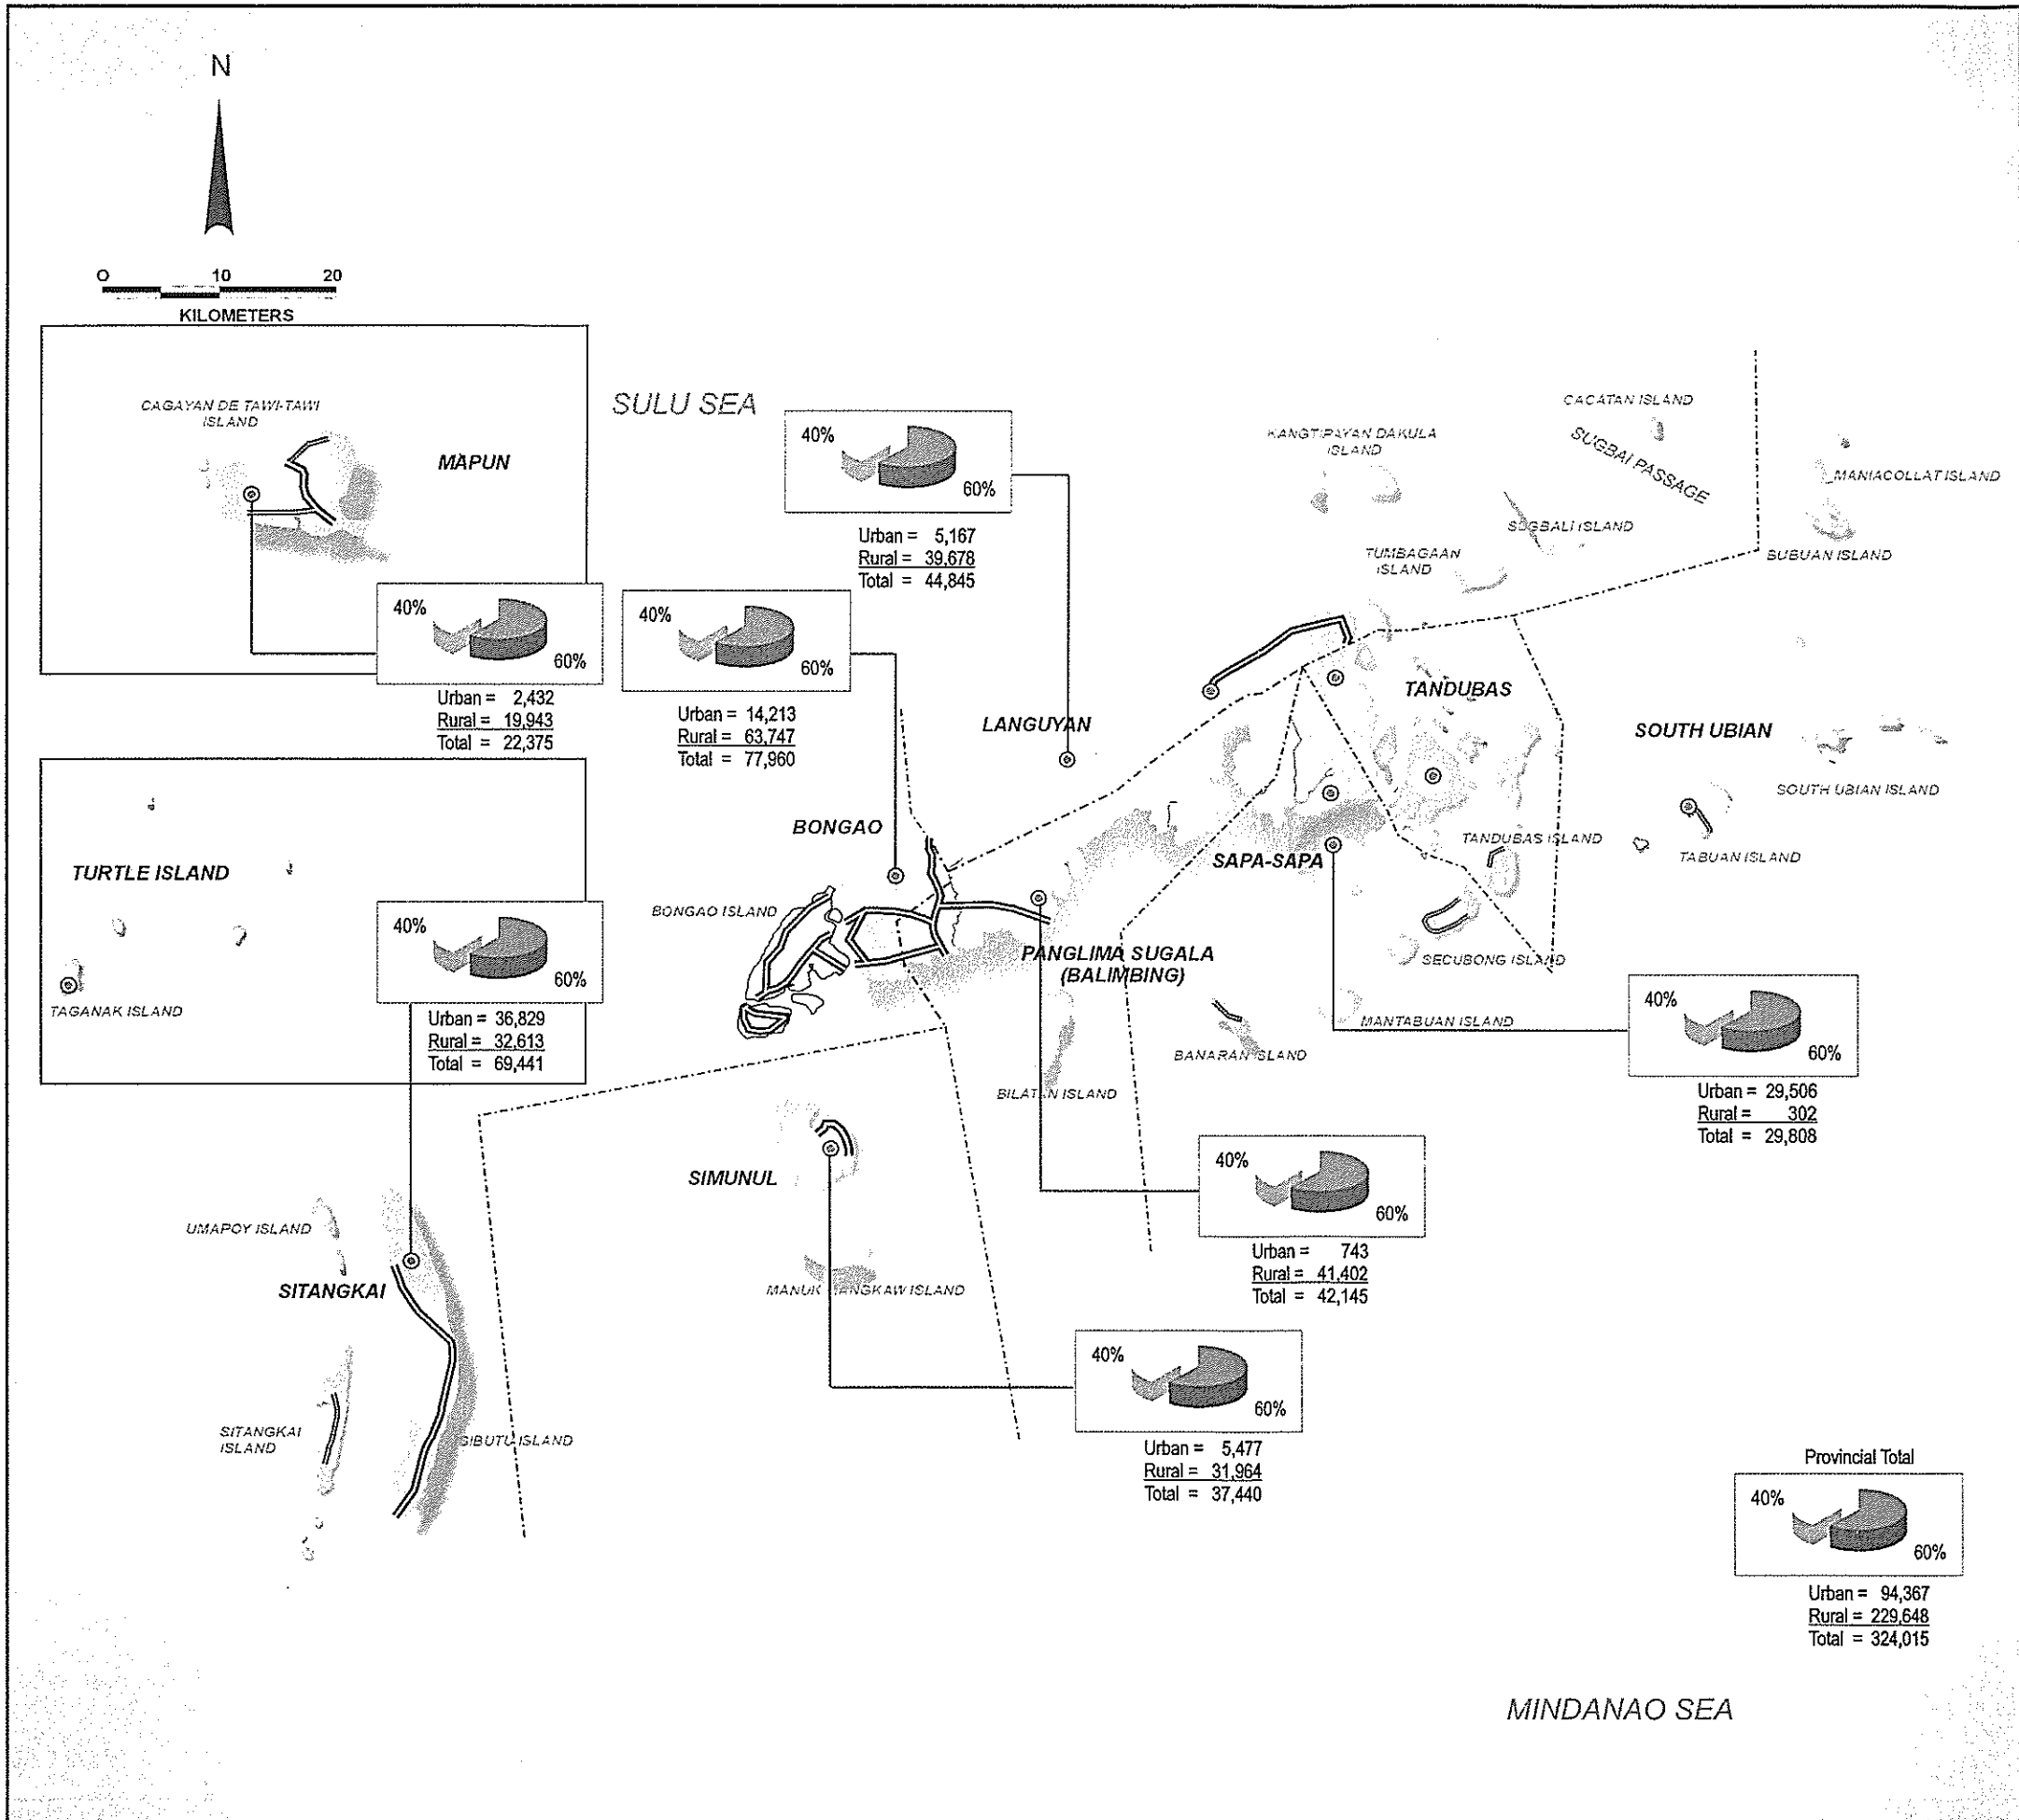 N
O 10 20
KILOMETERS
CAGAYAN DE TAWI-TAWI
ISLAND
MAPUN
SULU SEA
40%
60%
Urban = 5,167
Rural = 39,678
Total = 44,845
KANGTIPAYAN DAKULA
ISLAND
CACATAN ISLAND
SUGBAI PASSAGE
MANIACOLLAT ISLAND
SUGBALI ISLAND
TUMBAGAAN
ISLAND
BUBUAN ISLAND
40%
60%
Urban = 2,432
Rural = 19,943
Total = 22,375
40%
60%
Urban = 14,213
Rural = 63,747
Total = 77,960
LANGUYAN
TANDUBAS
SOUTH UBIAN
SOUTH UBIAN ISLAND
BONGAO
TANDUBAS ISLAND
TABUAN ISLAND
SAPA-SAPA
TURTLE ISLAND
TAGANAK ISLAND
40%
60%
Urban = 36,829
Rural = 32,613
Total = 69,441
BONGAO ISLAND
PANGLIMA SUGALA
(BALIMBING)
SECUBONG ISLAND
MANTABUAN ISLAND
BANARAN ISLAND
BILATAN ISLAND
40%
60%
Urban = 29,506
Rural = 302
Total = 29,808
SIMUNUL
40%
60%
Urban = 743
Rural = 41,402
Total = 42,145
UMAPOY ISLAND
SITANGKAI
MANUK MANGKAW ISLAND
40%
60%
Urban = 5,477
Rural = 31,964
Total = 37,440
SITANGKAI
ISLAND
SIBUTU ISLAND
Provincial Total
40%
60%
Urban = 94,367
Rural = 229,648
Total = 324,015
MINDANAO SEA